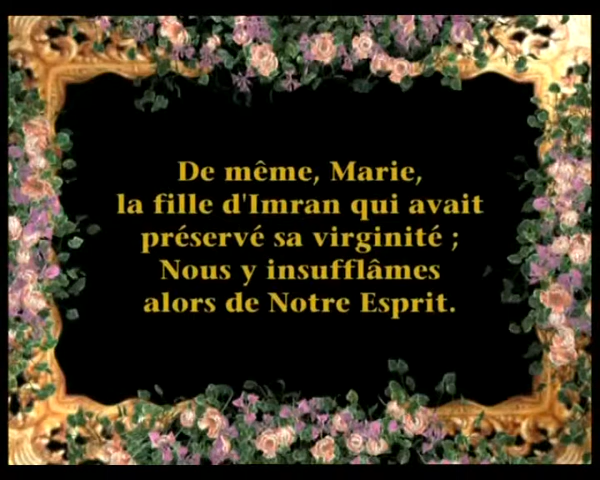 De même, Marie,
la fille d'Imran qui avait
préservé sa virginité ;
Nous y insufflâmes
alors de Notre Esprit.